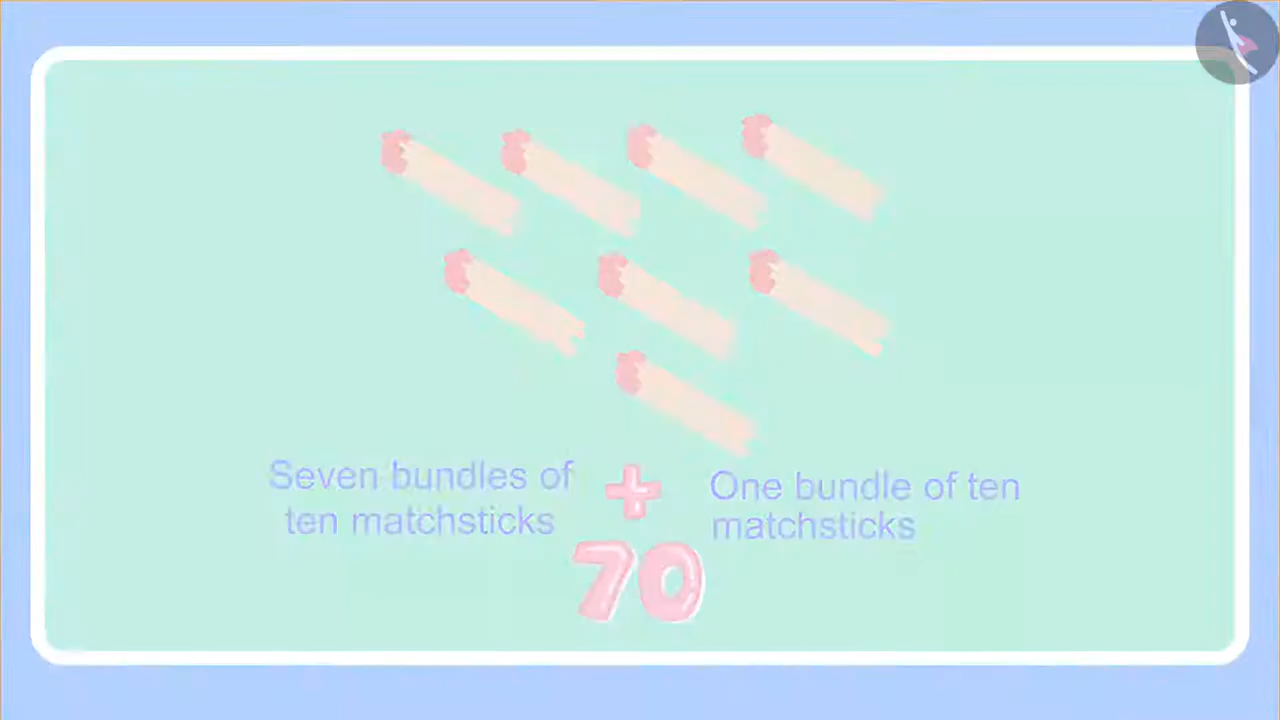 Seven bundles of
ten matchsticks
+
One bundle of ten
matchsticks
70